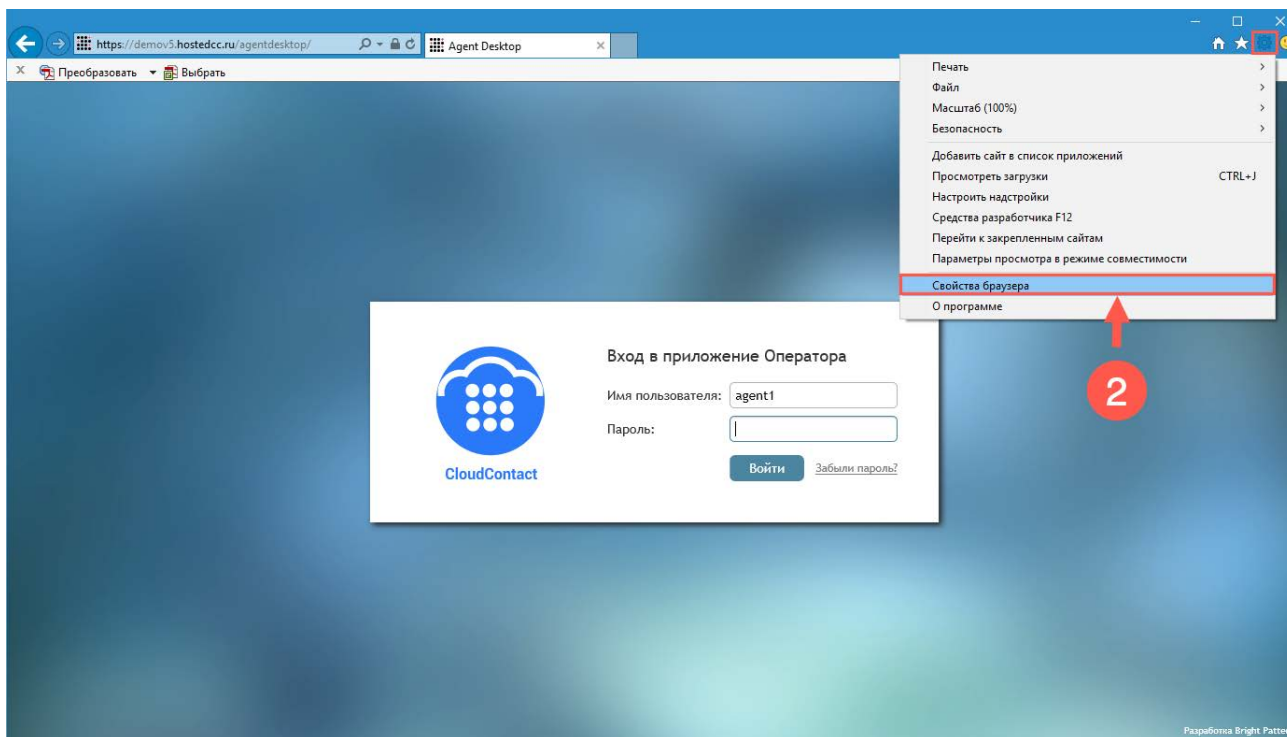 https://demov5.hostedcc.ru/agentdesktop/
Agent Desktop
Преобразовать
Выбрать
Печать
Файл
Масштаб (100%)
Безопасность
Добавить сайт в список приложений
Просмотреть загрузки CTRL+J
Настроить надстройки
Средства разработчика F12
Перейти к закрепленным сайтам
Параметры просмотра в режиме совместимости
Свойства браузера
О программе
2
Вход в приложение Оператора
Имя пользователя: agent1
Пароль:
Войти Забыли пароль?
CloudContact
Разработка Bright Patte